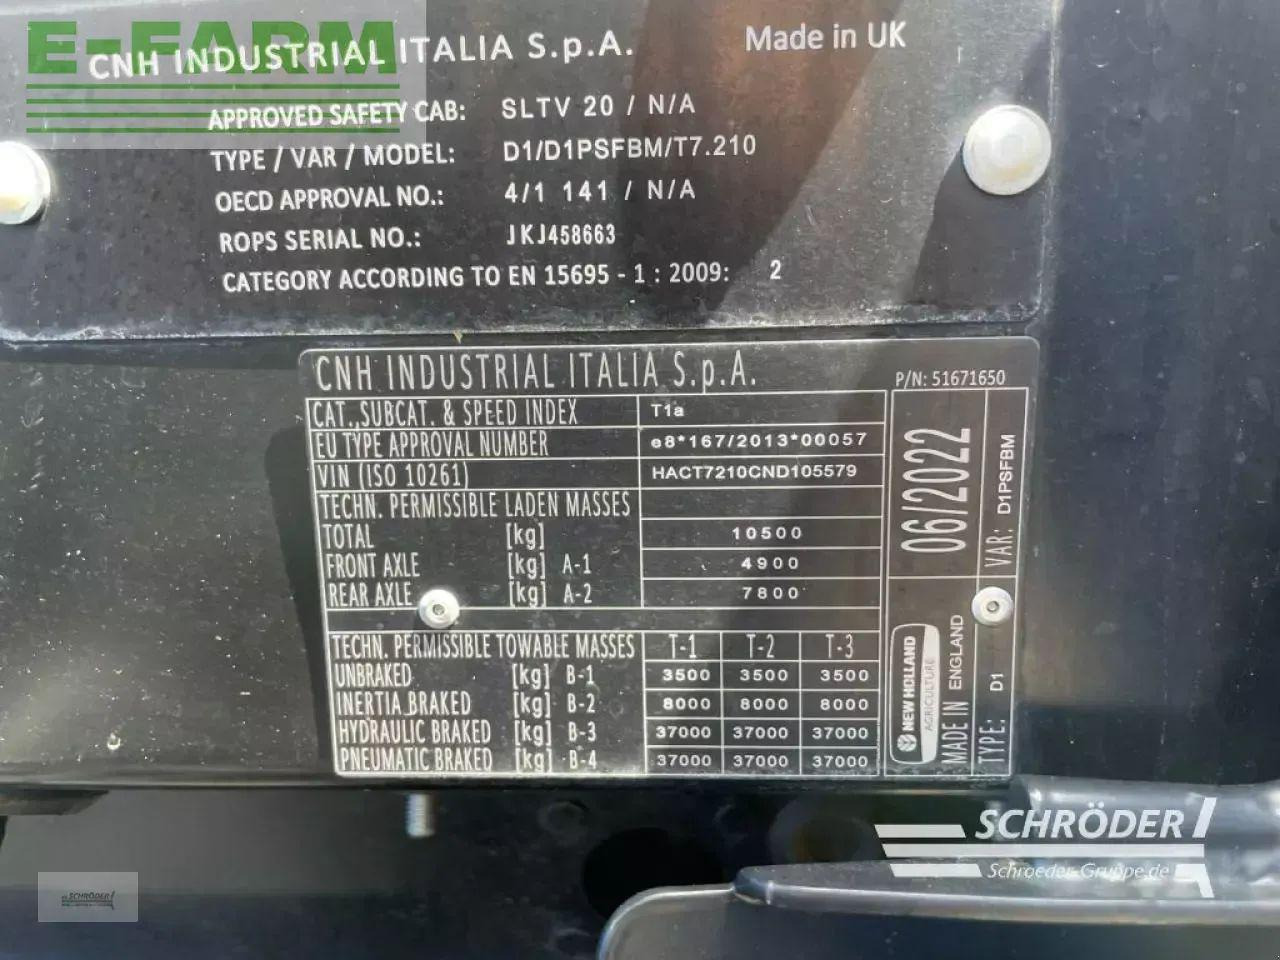 E-FARM
CNH INDUSTRIAL ITALIA S.p.A. Made in UK
APPROVED SAFETY CAB: SLTV 20 / N/A
TYPE / VAR / MODEL: D1/D1PSFBM/T7.210
OECD APPROVAL NO.: 4/1 141 / N/A
ROPS SERIAL NO.: JKJ458663
CATEGORY ACCORDING TO EN 15695 - 1 : 2009: 2
CNH INDUSTRIAL ITALIA S.p.A. P/N: 51671650
CAT.,SUBCAT. & SPEED INDEX T1a
EU TYPE APPROVAL NUMBER e8*167/2013*00057
VIN (ISO 10261) HACT7210CND105579
TECHN. PERMISSIBLE LADEN MASSES
TOTAL [kg] 10500
FRONT AXLE [kg] A-1 4900
REAR AXLE [kg] A-2 7800
TECHN. PERMISSIBLE TOWABLE MASSES T-1 T-2 T-3
UNBRAKED [kg] B-1 3500 3500 3500
INERTIA BRAKED [kg] B-2 8000 8000 8000
HYDRAULIC BRAKED [kg] B-3 37000 37000 37000
PNEUMATIC BRAKED [kg] B-4 37000 37000 37000
06/2022
VAR: D1PSFBM
NEW HOLLAND
AGRICULTURE
MADE IN ENGLAND
TYPE: D1
SCHRÖDER
Schroeder-Gruppe.de
SCHRÖDER